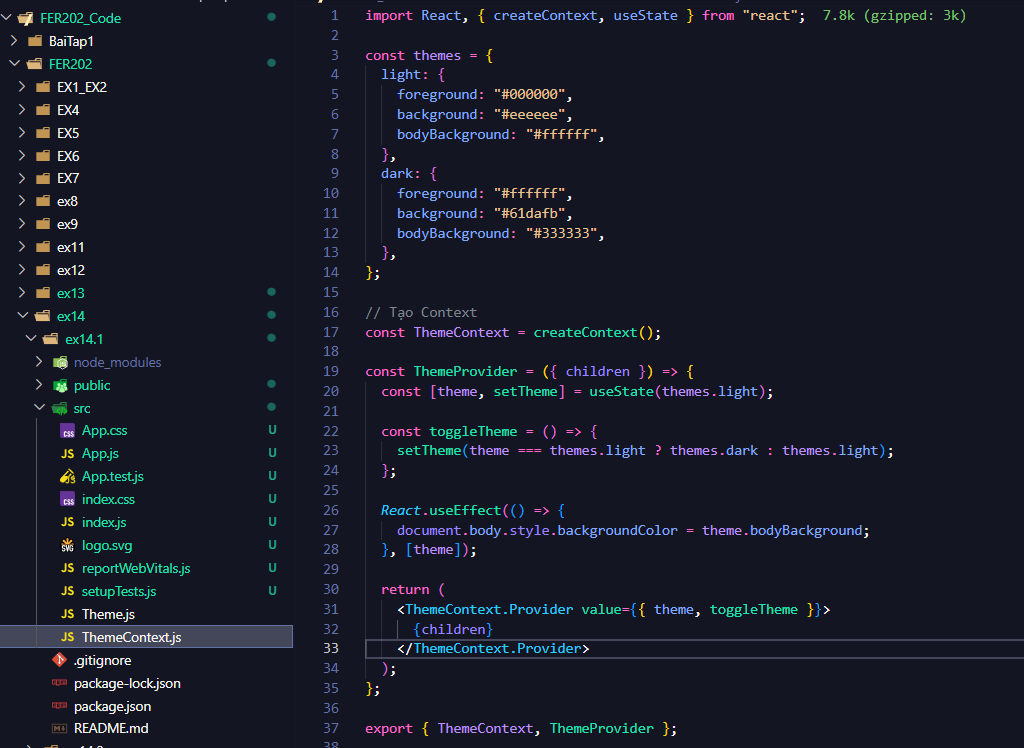 FER202_Code
BaiTap1
FER202
EX1_EX2
EX4
EX5
EX6
EX7
ex8
ex9
ex11
ex12
ex13
ex14
ex14.1
node_modules
public
src
App.css U
App.js U
App.test.js U
index.css U
index.js U
logo.svg U
reportWebVitals.js U
setupTests.js U
Theme.js
ThemeContext.js
.gitignore
package-lock.json
package.json
README.md
1 import React, { createContext, useState } from "react"; 7.8k (gzipped: 3k)
2
3 const themes = {
4 light: {
5 foreground: "#000000",
6 background: "#eeeeee",
7 bodyBackground: "#ffffff",
8 },
9 dark: {
10 foreground: "#ffffff",
11 background: "#61dafb",
12 bodyBackground: "#333333",
13 },
14 };
15
16 // Tạo Context
17 const ThemeContext = createContext();
18
19 const ThemeProvider = ({ children }) => {
20 const [theme, setTheme] = useState(themes.light);
21
22 const toggleTheme = () => {
23 setTheme(theme === themes.light ? themes.dark : themes.light);
24 };
25
26 React.useEffect(() => {
27 document.body.style.backgroundColor = theme.bodyBackground;
28 }, [theme]);
29
30 return (
31 <ThemeContext.Provider value={{ theme, toggleTheme }}>
32 {children}
33 </ThemeContext.Provider>
34 );
35 };
36
37 export { ThemeContext, ThemeProvider };
38